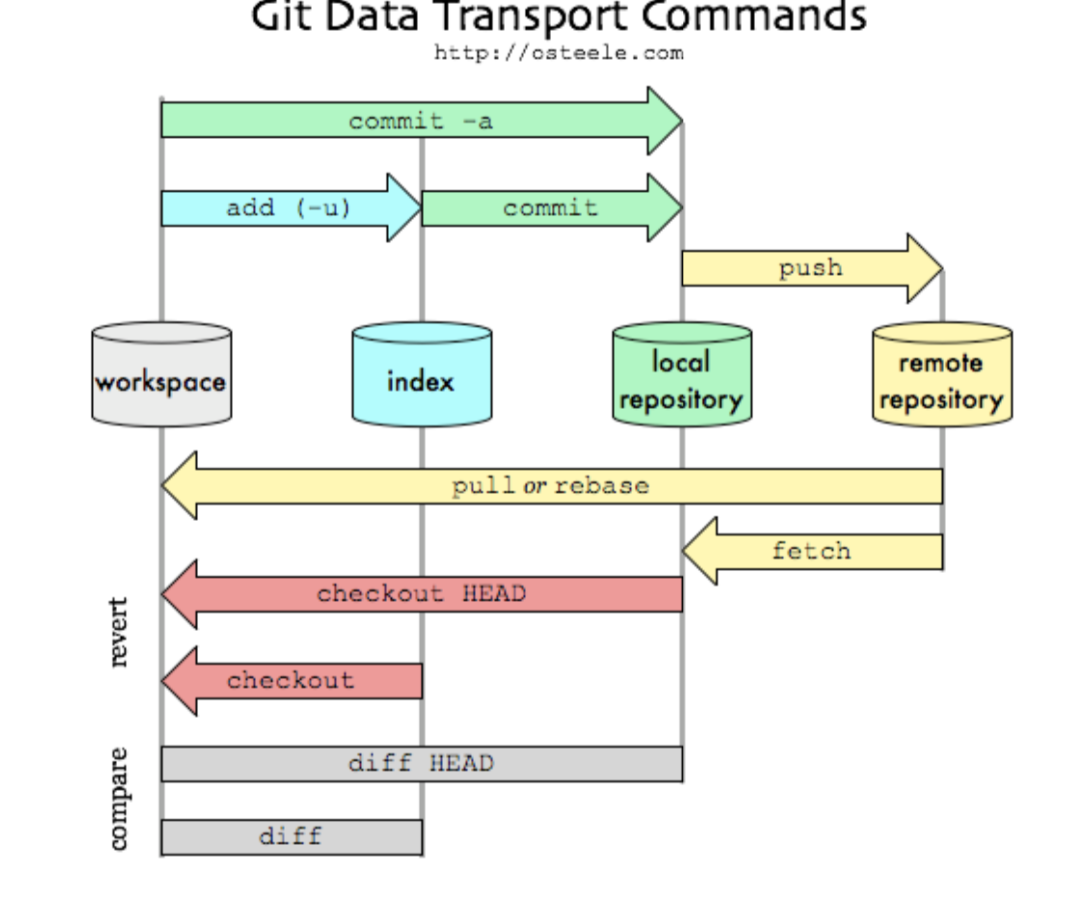 Git Data Transport Commands
http://osteele.com
commit -a
add (-u)
commit
push
workspace
index
local
repository
remote
repository
pull or rebase
fetch
revert
checkout HEAD
checkout
compare
diff HEAD
diff